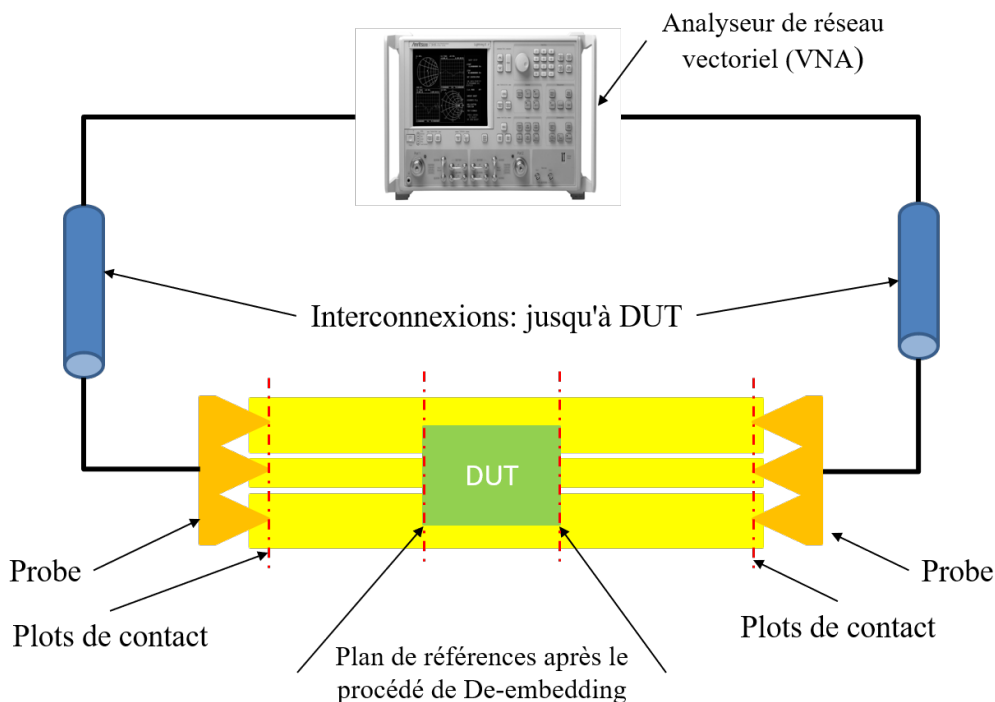 Analyseur de réseau
vectoriel (VNA)
Interconnexions: jusqu'à DUT
DUT
Probe
Probe
Plots de contact
Plots de contact
Plan de références après le
procédé de De-embedding